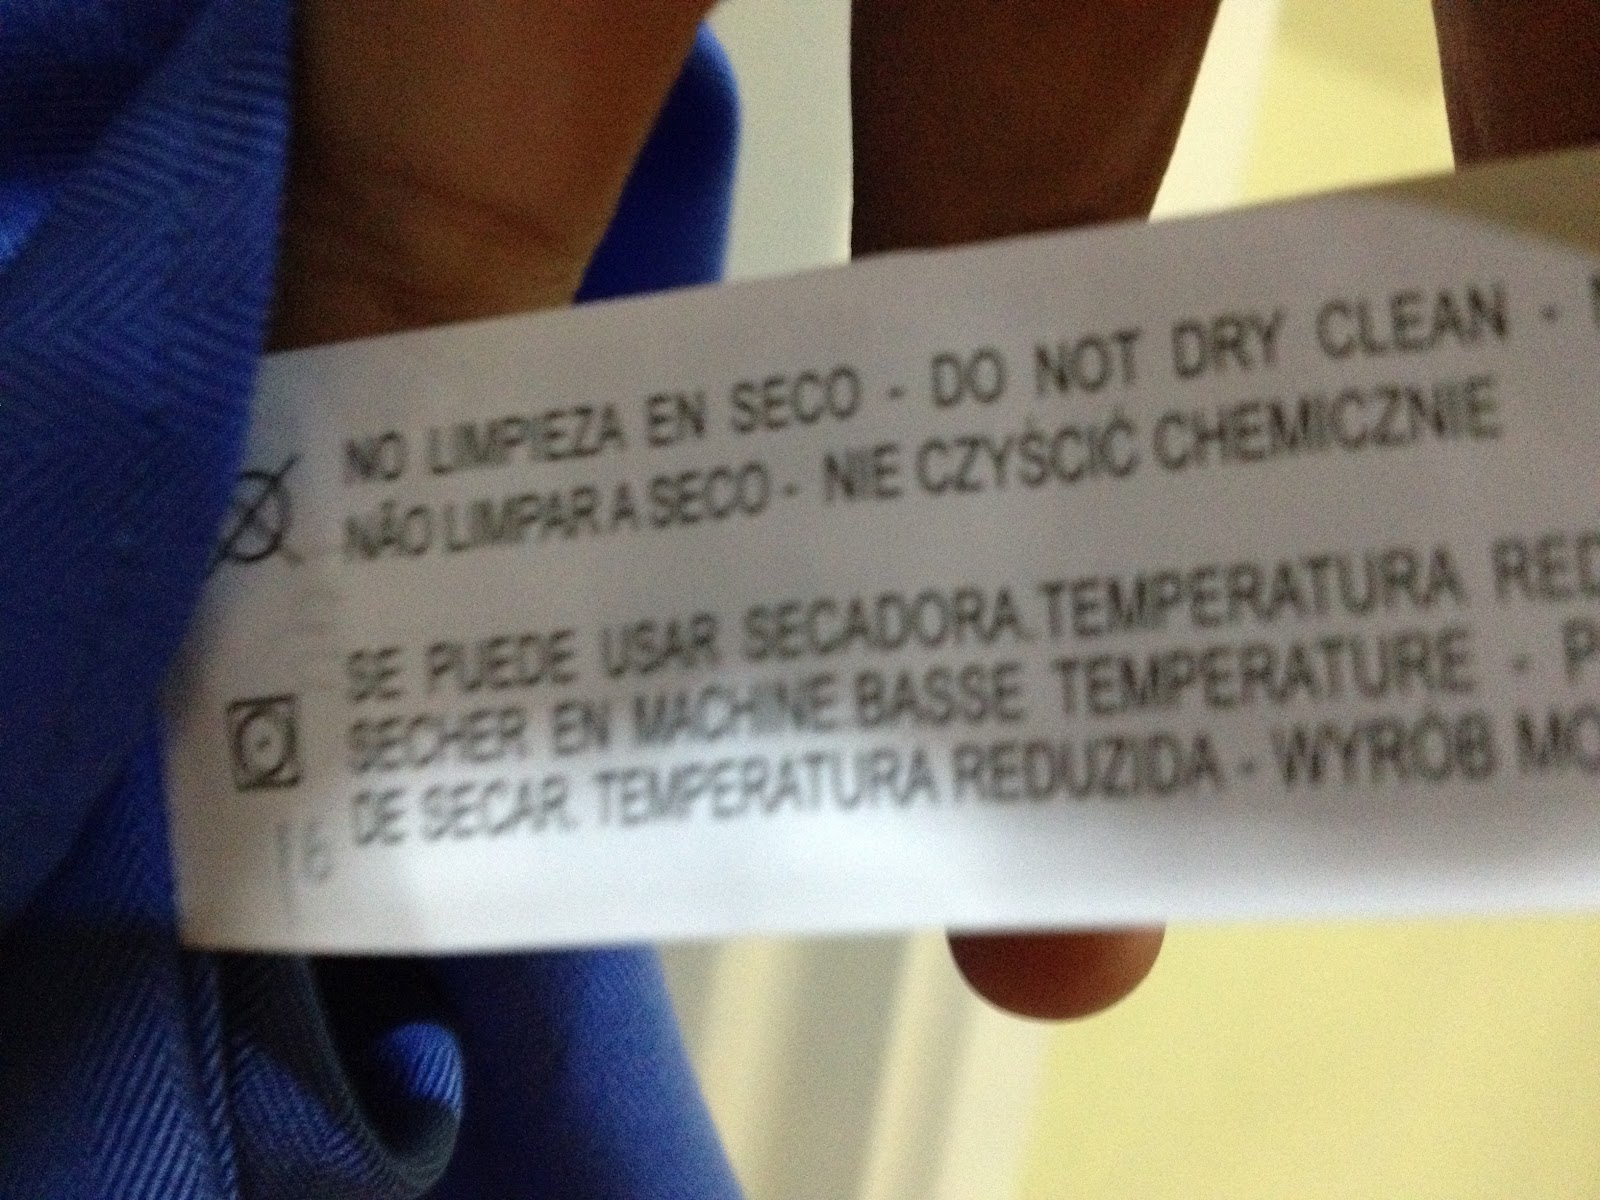 NO LIMPIEZA EN SECO - DO NOT DRY CLEAN -
NÃO LIMPAR A SECO - NIE CZYŚCIĆ CHEMICZNIE
SE PUEDE USAR SECADORA.TEMPERATURA
SECHER EN MACHINE.BASSE TEMPERATURE -
DE SECAR. TEMPERATURA REDUZIDA - WYRÓB